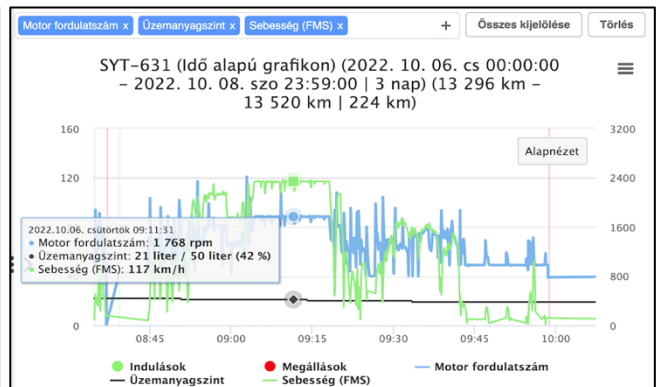 Motor fordulatszám x Üzemanyagszint x Sebesség (FMS) x + Összes kijelölése Törlés
SYT-631 (Idő alapú grafikon) (2022. 10. 06. cs 00:00:00
– 2022. 10. 08. szo 23:59:00 | 3 nap) (13 296 km –
13 520 km | 224 km)
160 3200
Alapnézet
120 2400
2022.10.06. csütörtök 09:11:31
Motor fordulatszám: 1 768 rpm
Üzemanyagszint: 21 liter / 50 liter (42 %)
Sebesség (FMS): 117 km/h
1600
800
0 0
08:45 09:00 09:15 09:30 09:45 10:00
Indulások Megállások Motor fordulatszám
Üzemanyagszint Sebesség (FMS)